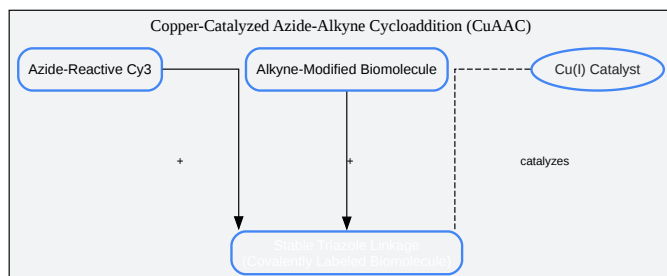 Copper-Catalyzed Azide-Alkyne Cycloaddition (CuAAC)
Azide-Reactive Cy3
Alkyne-Modified Biomolecule
Cu(I) Catalyst
+
+
catalyzes
Stable Triazole Linkage
(Covalently Labeled Biomolecule)